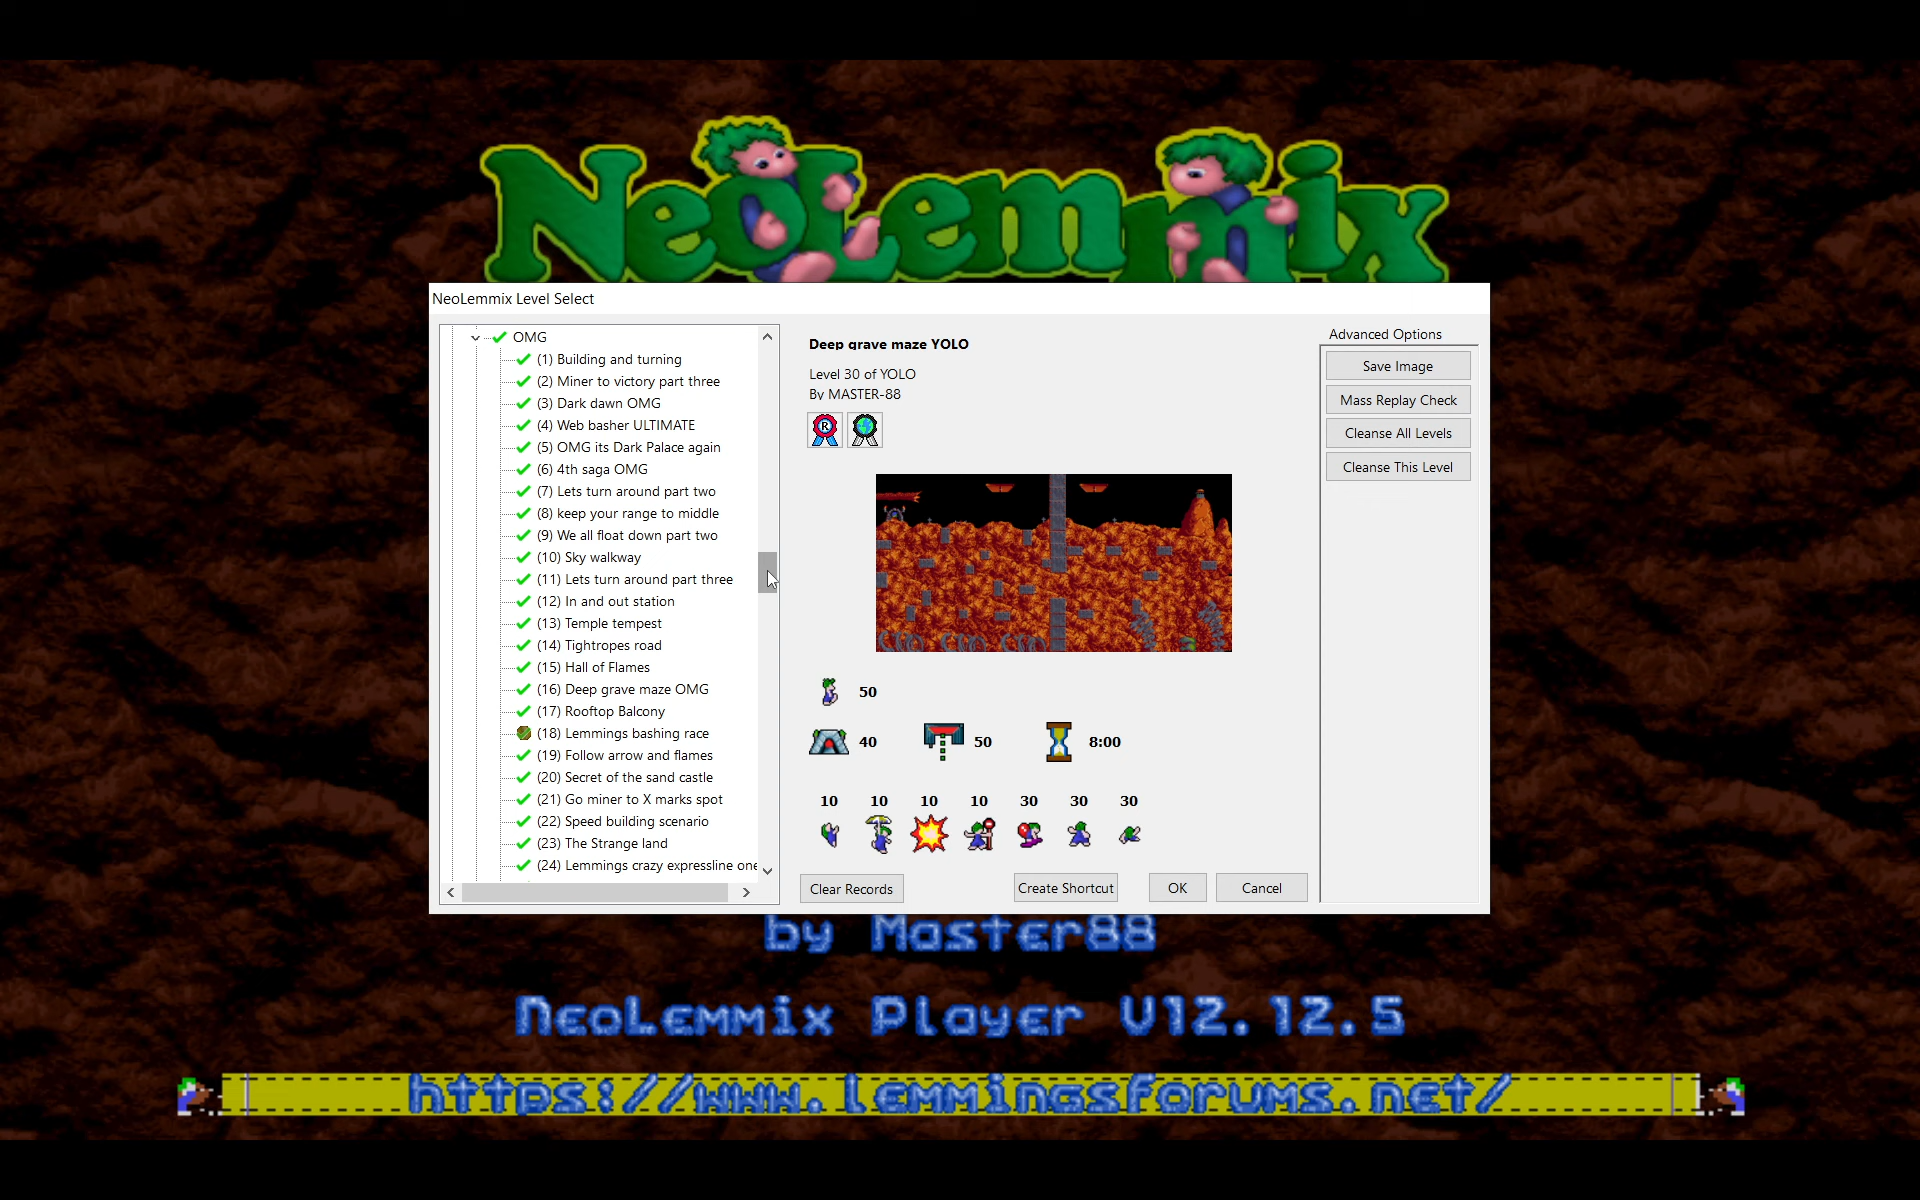 NeoLemmix
NeoLemmix Level Select
OMG
(1) Building and turning
(2) Miner to victory part three
(3) Dark dawn OMG
(4) Web basher ULTIMATE
(5) OMG its Dark Palace again
(6) 4th saga OMG
(7) Lets turn around part two
(8) keep your range to middle
(9) We all float down part two
(10) Sky walkway
(11) Lets turn around part three
(12) In and out station
(13) Temple tempest
(14) Tightropes road
(15) Hall of Flames
(16) Deep grave maze OMG
(17) Rooftop Balcony
(18) Lemmings bashing race
(19) Follow arrow and flames
(20) Secret of the sand castle
(21) Go miner to X marks spot
(22) Speed building scenario
(23) The Strange land
(24) Lemmings crazy expressline one
Deep grave maze YOLO
Level 30 of YOLO
By MASTER-88
R
50
40 50 8:00
10 10 10 10 30 30 30
Clear Records Create Shortcut OK Cancel
Advanced Options
Save Image
Mass Replay Check
Cleanse All Levels
Cleanse This Level
by Master88
NeoLemmix Player V12.12.5
https://www.lemmingsforums.net/